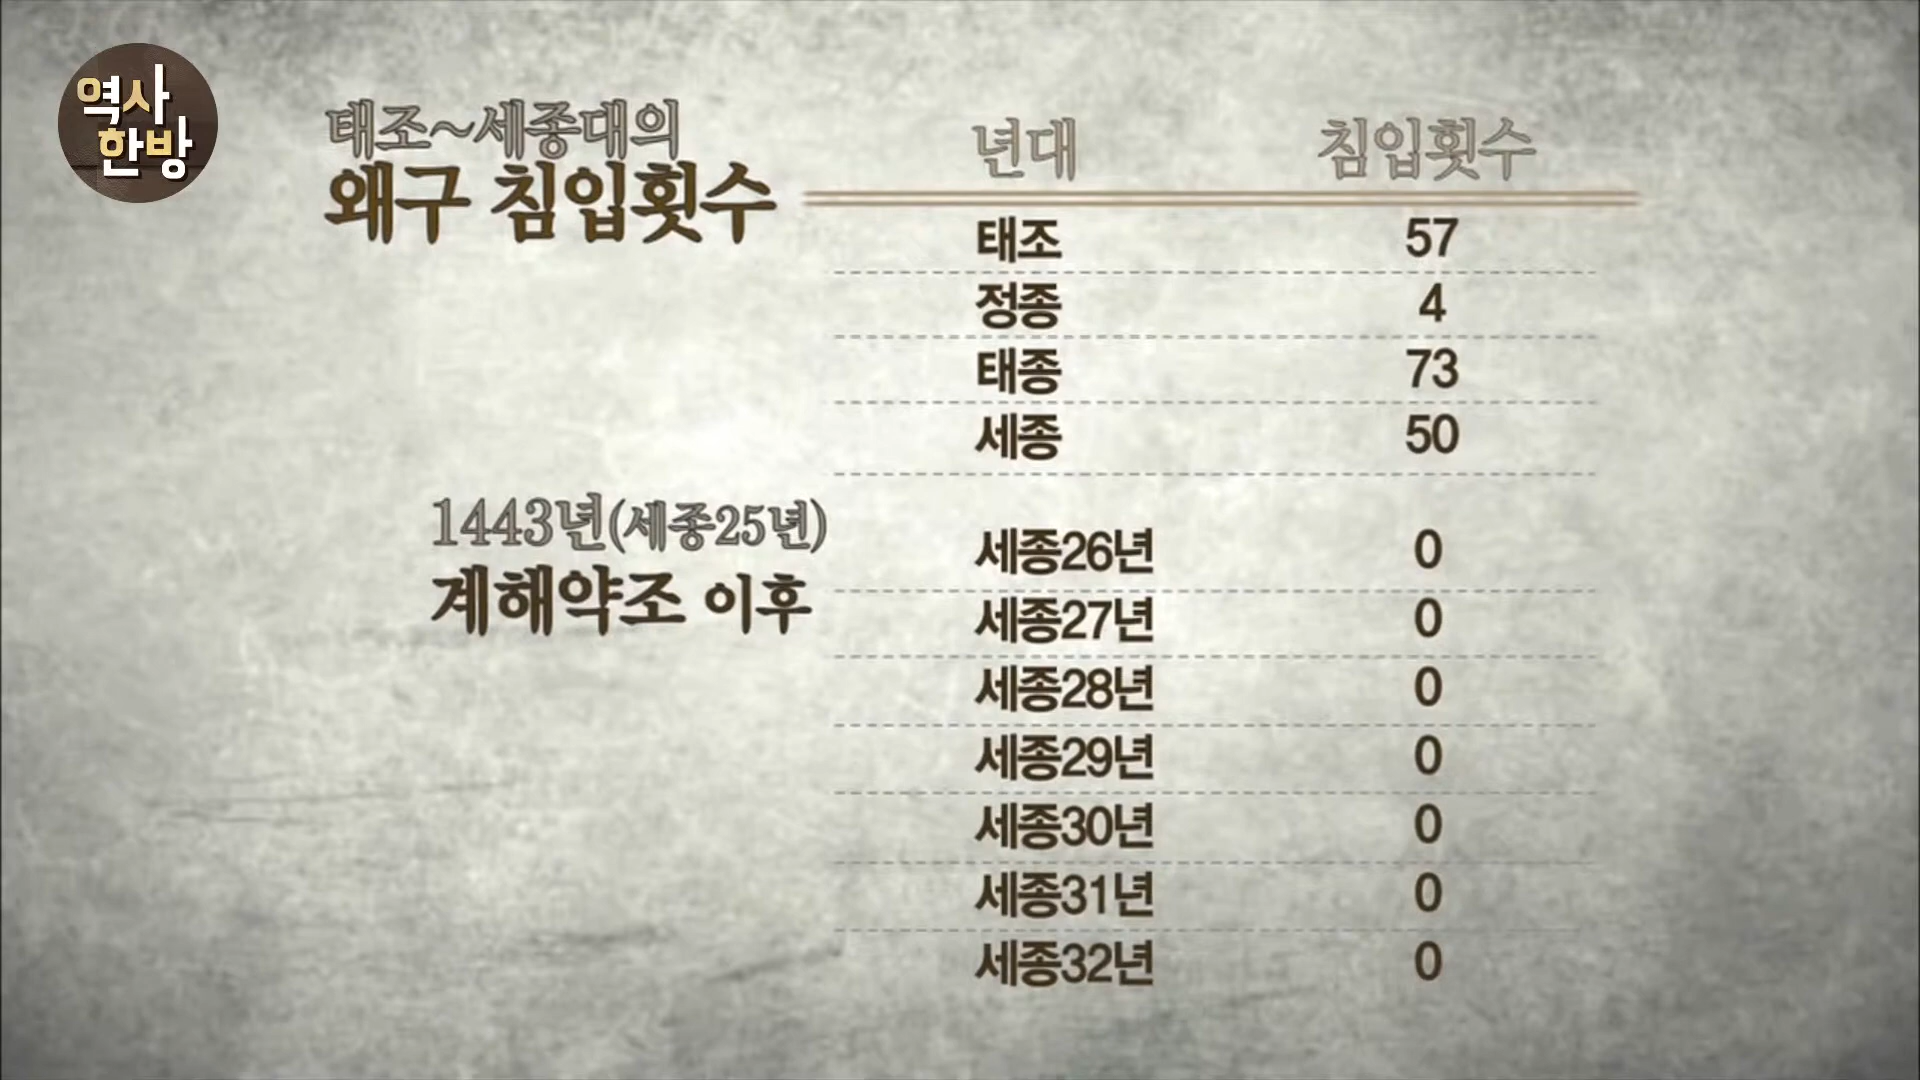 역사
한방
태조~세종대의
왜구 침입횟수
년대 침입횟수
태조 57
정종 4
태종 73
세종 50
1443년(세종25년)
계해약조 이후
세종26년 0
세종27년 0
세종28년 0
세종29년 0
세종30년 0
세종31년 0
세종32년 0